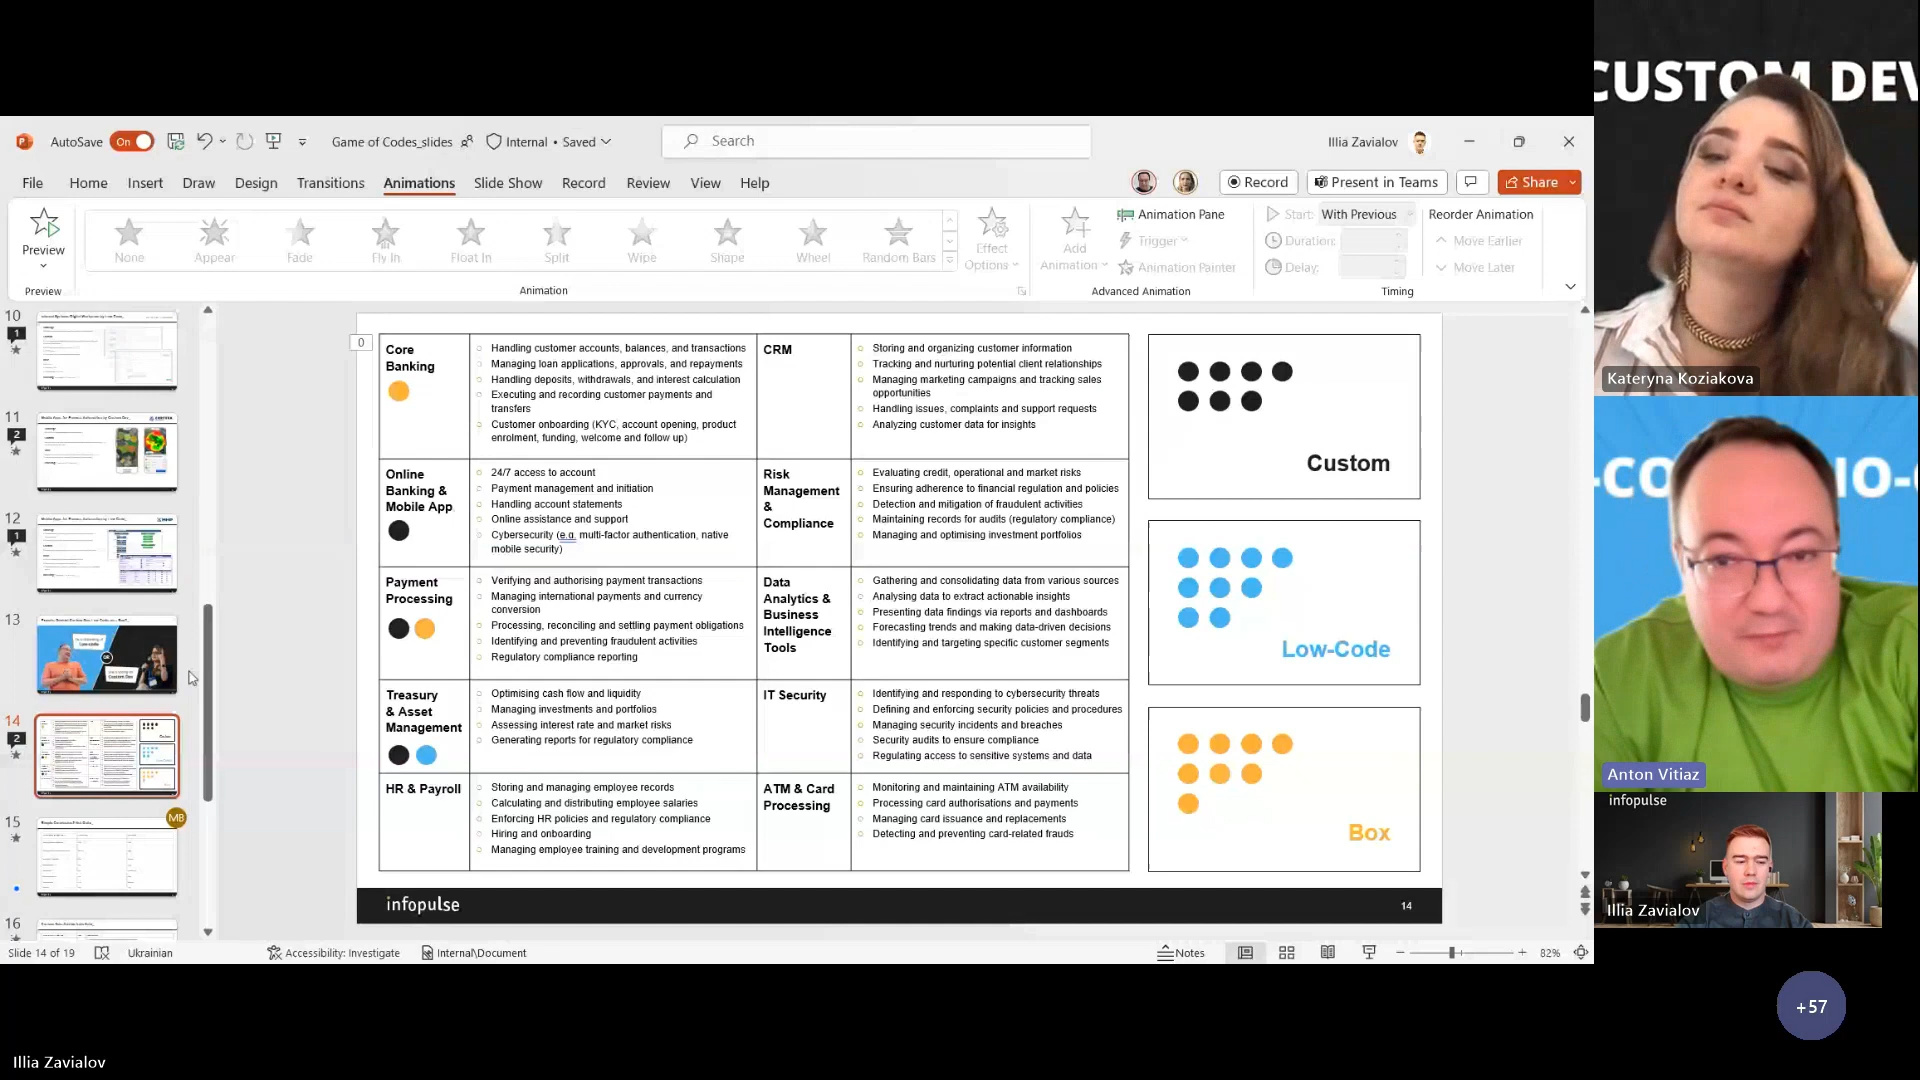 AutoSave On Game of Codes_slides Internal • Saved Search Illia Zavialov
File Home Insert Draw Design Transitions Animations Slide Show Record Review View Help Record Present in Teams Share
Preview
Preview
None Appear Fade Fly In Float In Split Wipe Shape Wheel Random Bars
Animation
Effect
Options
Add
Animation
Animation Pane
Trigger
Animation Painter
Advanced Animation
Start: With Previous
Duration:
Delay:
Reorder Animation
Move Earlier
Move Later
Timing
10
1
11
2
12
1
13
14
2
15
MB
16
0
Core
Banking
Handling customer accounts, balances, and transactions
Managing loan applications, approvals, and repayments
Handling deposits, withdrawals, and interest calculation
Executing and recording customer payments and
transfers
Customer onboarding (KYC, account opening, product
enrolment, funding, welcome and follow up)
CRM
Storing and organizing customer information
Tracking and nurturing potential client relationships
Managing marketing campaigns and tracking sales
opportunities
Handling issues, complaints and support requests
Analyzing customer data for insights
Online
Banking &
Mobile App
24/7 access to account
Payment management and initiation
Handling account statements
Online assistance and support
Cybersecurity (e.g. multi-factor authentication, native
mobile security)
Risk
Management
&
Compliance
Evaluating credit, operational and market risks
Ensuring adherence to financial regulation and policies
Detection and mitigation of fraudulent activities
Maintaining records for audits (regulatory compliance)
Managing and optimising investment portfolios
Payment
Processing
Verifying and authorising payment transactions
Managing international payments and currency
conversion
Processing, reconciling and settling payment obligations
Identifying and preventing fraudulent activities
Regulatory compliance reporting
Data
Analytics &
Business
Intelligence
Tools
Gathering and consolidating data from various sources
Analysing data to extract actionable insights
Presenting data findings via reports and dashboards
Forecasting trends and making data-driven decisions
Identifying and targeting specific customer segments
Treasury
& Asset
Management
Optimising cash flow and liquidity
Managing investments and portfolios
Assessing interest rate and market risks
Generating reports for regulatory compliance
IT Security
Identifying and responding to cybersecurity threats
Defining and enforcing security policies and procedures
Managing security incidents and breaches
Security audits to ensure compliance
Regulating access to sensitive systems and data
HR & Payroll
Storing and managing employee records
Calculating and distributing employee salaries
Enforcing HR policies and regulatory compliance
Hiring and onboarding
Managing employee training and development programs
ATM & Card
Processing
Monitoring and maintaining ATM availability
Processing card authorisations and payments
Managing card issuance and replacements
Detecting and preventing card-related frauds
Custom
Low-Code
Box
infopulse 14
Slide 14 of 19 Ukrainian Accessibility: Investigate Internal\Document Notes 82%
CUSTOM DEV
Kateryna Koziakova
Anton Vitiaz
infopulse
Illia Zavialov
+57
Illia Zavialov